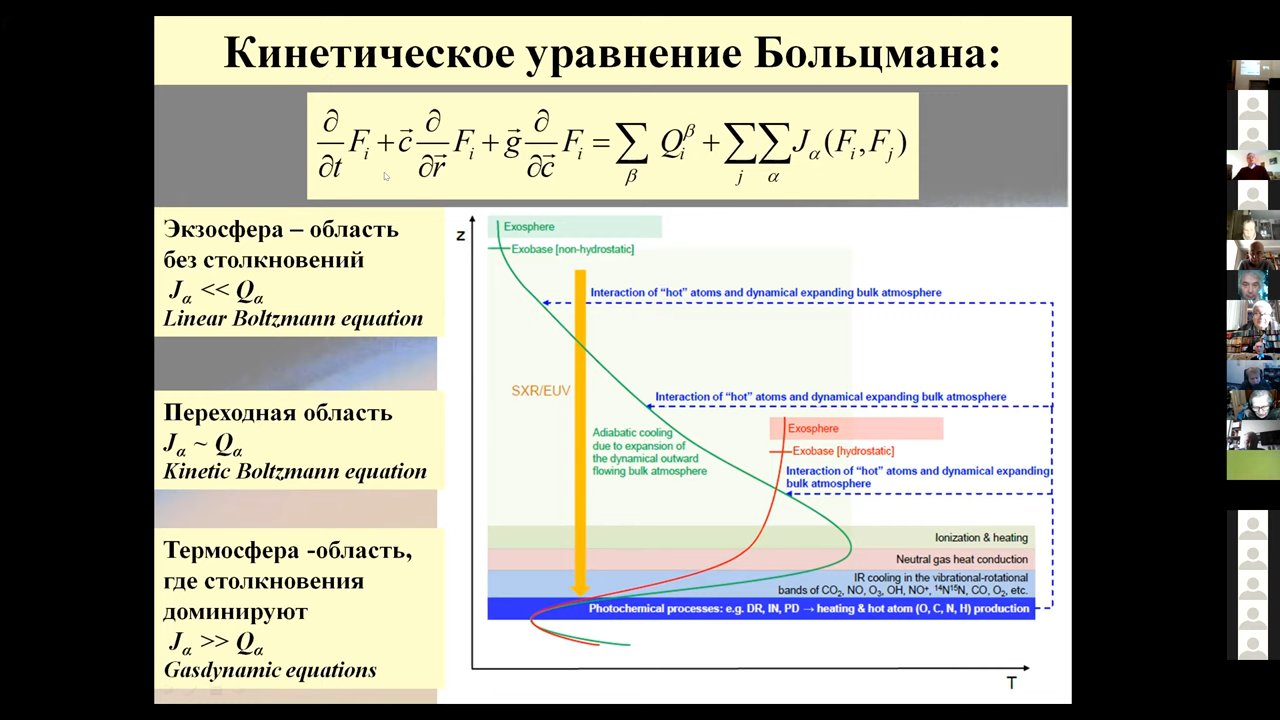 Кинетическое уравнение Больцмана:
∂/∂t F_i + c⃗ ∂/∂r⃗ F_i + g⃗ ∂/∂c⃗ F_i = ∑_β Q_i^β + ∑_j ∑_α J_α(F_i, F_j)
Экзосфера – область
без столкновений
J_α << Q_α
Linear Boltzmann equation
Переходная область
J_α ~ Q_α
Kinetic Boltzmann equation
Термосфера -область,
где столкновения
доминируют
J_α >> Q_α
Gasdynamic equations
z
Exosphere
Exobase [non-hydrostatic]
Interaction of “hot” atoms and dynamical expanding bulk atmosphere
SXR/EUV
Interaction of “hot” atoms and dynamical expanding bulk atmosphere
Adiabatic cooling
due to expansion of
the dynamical outward
flowing bulk atmosphere
Exosphere
Exobase [hydrostatic]
Interaction of “hot” atoms and dynamical expanding
bulk atmosphere
Ionization & heating
Neutral gas heat conduction
IR cooling in the vibrational-rotational
bands of CO₂, NO, O₃, OH, NO⁺, ¹⁴N¹⁵N, CO, O₂, etc.
Photochemical processes: e.g. DR, IN, PD → heating & hot atom (O, C, N, H) production
T